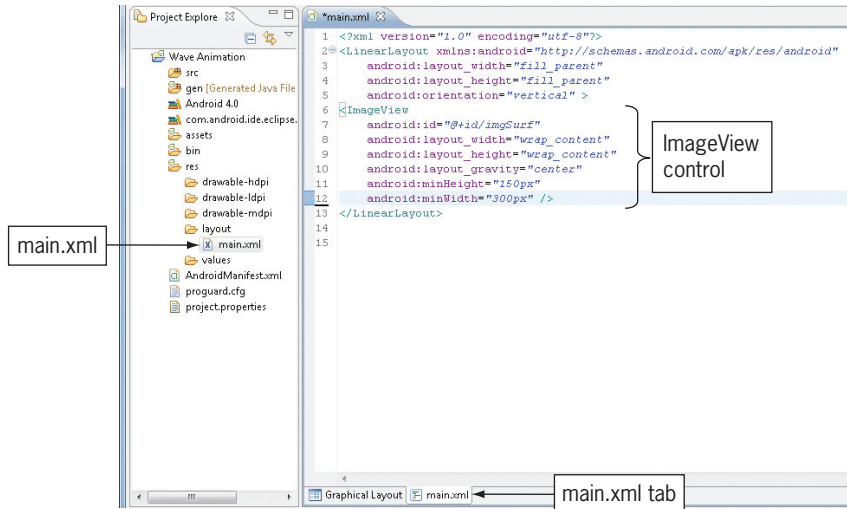 Project Explore
Wave Animation
src
gen [Generated Java File
Android 4.0
com.android.ide.eclipse.
assets
bin
res
drawable-hdpi
drawable-ldpi
drawable-mdpi
layout
main.xml
values
AndroidManifest.xml
proguard.cfg
project.properties
main.xml
*main.xml
1 <?xml version="1.0" encoding="utf-8"?>
2 <LinearLayout xmlns:android="http://schemas.android.com/apk/res/android"
3 android:layout_width="fill_parent"
4 android:layout_height="fill_parent"
5 android:orientation="vertical" >
6 <ImageView
7 android:id="@+id/imgSurf"
8 android:layout_width="wrap_content"
9 android:layout_height="wrap_content"
10 android:layout_gravity="center"
11 android:minHeight="150px"
12 android:minWidth="300px" />
13 </LinearLayout>
14
15
ImageView
control
Graphical Layout
main.xml
main.xml tab